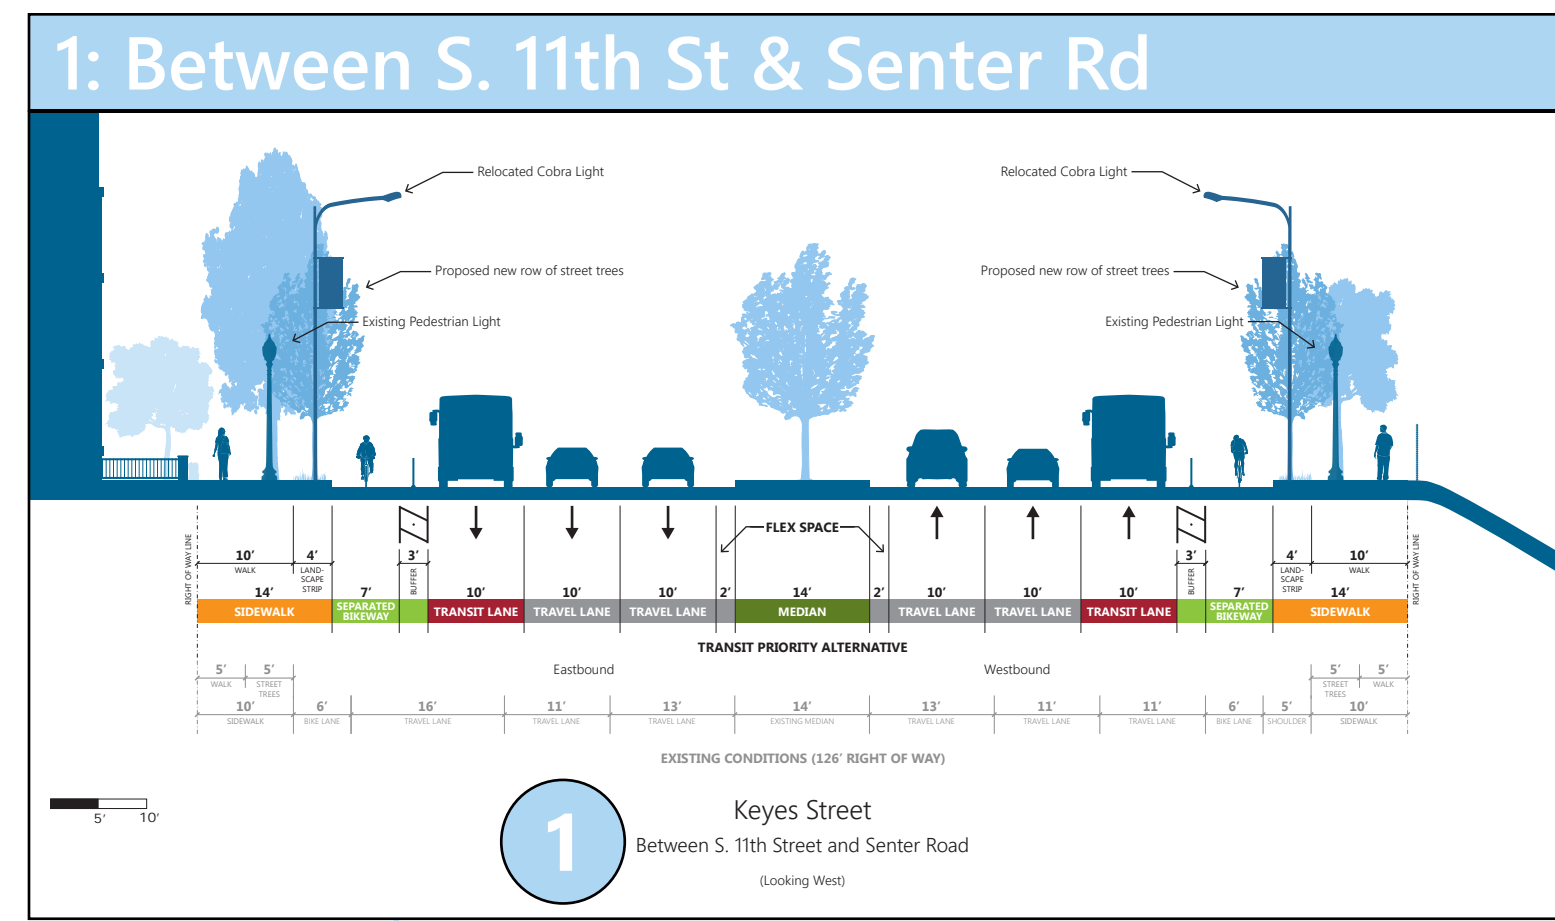 1: Between S. 11th St & Senter Rd
Relocated Cobra Light
Relocated Cobra Light
Proposed new row of street trees
Proposed new row of street trees
Existing Pedestrian Light
Existing Pedestrian Light
FLEX SPACE
RIGHT OF WAY LINE
10' 4' 3' 3' 4' 10'
WALK LAND-
SCAPE
STRIP BUFFER BUFFER LAND-
SCAPE
STRIP WALK
RIGHT OF WAY LINE
14' 7' 10' 10' 10' 2' 14' 2' 10' 10' 10' 7' 14'
SIDEWALK SEPARATED
BIKEWAY TRANSIT LANE TRAVEL LANE TRAVEL LANE MEDIAN TRAVEL LANE TRAVEL LANE TRANSIT LANE SEPARATED
BIKEWAY SIDEWALK
TRANSIT PRIORITY ALTERNATIVE
Eastbound Westbound
5' 5' 5' 5'
WALK STREET
TREES STREET
TREES WALK
10' 6' 16' 11' 13' 14' 13' 11' 11' 6' 5' 10'
SIDEWALK BIKE LANE TRAVEL LANE TRAVEL LANE TRAVEL LANE EXISTING MEDIAN TRAVEL LANE TRAVEL LANE TRAVEL LANE BIKE LANE SHOULDER SIDEWALK
EXISTING CONDITIONS (126' RIGHT OF WAY)
5' 10'
1
Keyes Street
Between S. 11th Street and Senter Road
(Looking West)